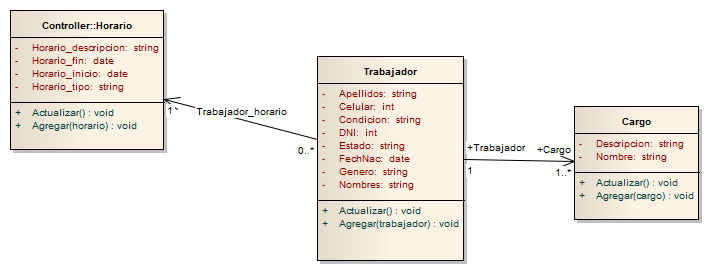 Controller::Horario
- Horario_descripcion: string
- Horario_fin: date
- Horario_inicio: date
- Horario_tipo: string
+ Actualizar() : void
+ Agregar(horario) : void
1
Trabajador_horario
0..*
Trabajador
- Apellidos: string
- Celular: int
- Condicion: string
- DNI: int
- Estado: string
- FechNac: date
- Genero: string
- Nombres: string
+ Actualizar() : void
+ Agregar(trabajador) : void
+Trabajador
1
+Cargo
1..*
Cargo
- Descripcion: string
- Nombre: string
+ Actualizar() : void
+ Agregar(cargo) : void